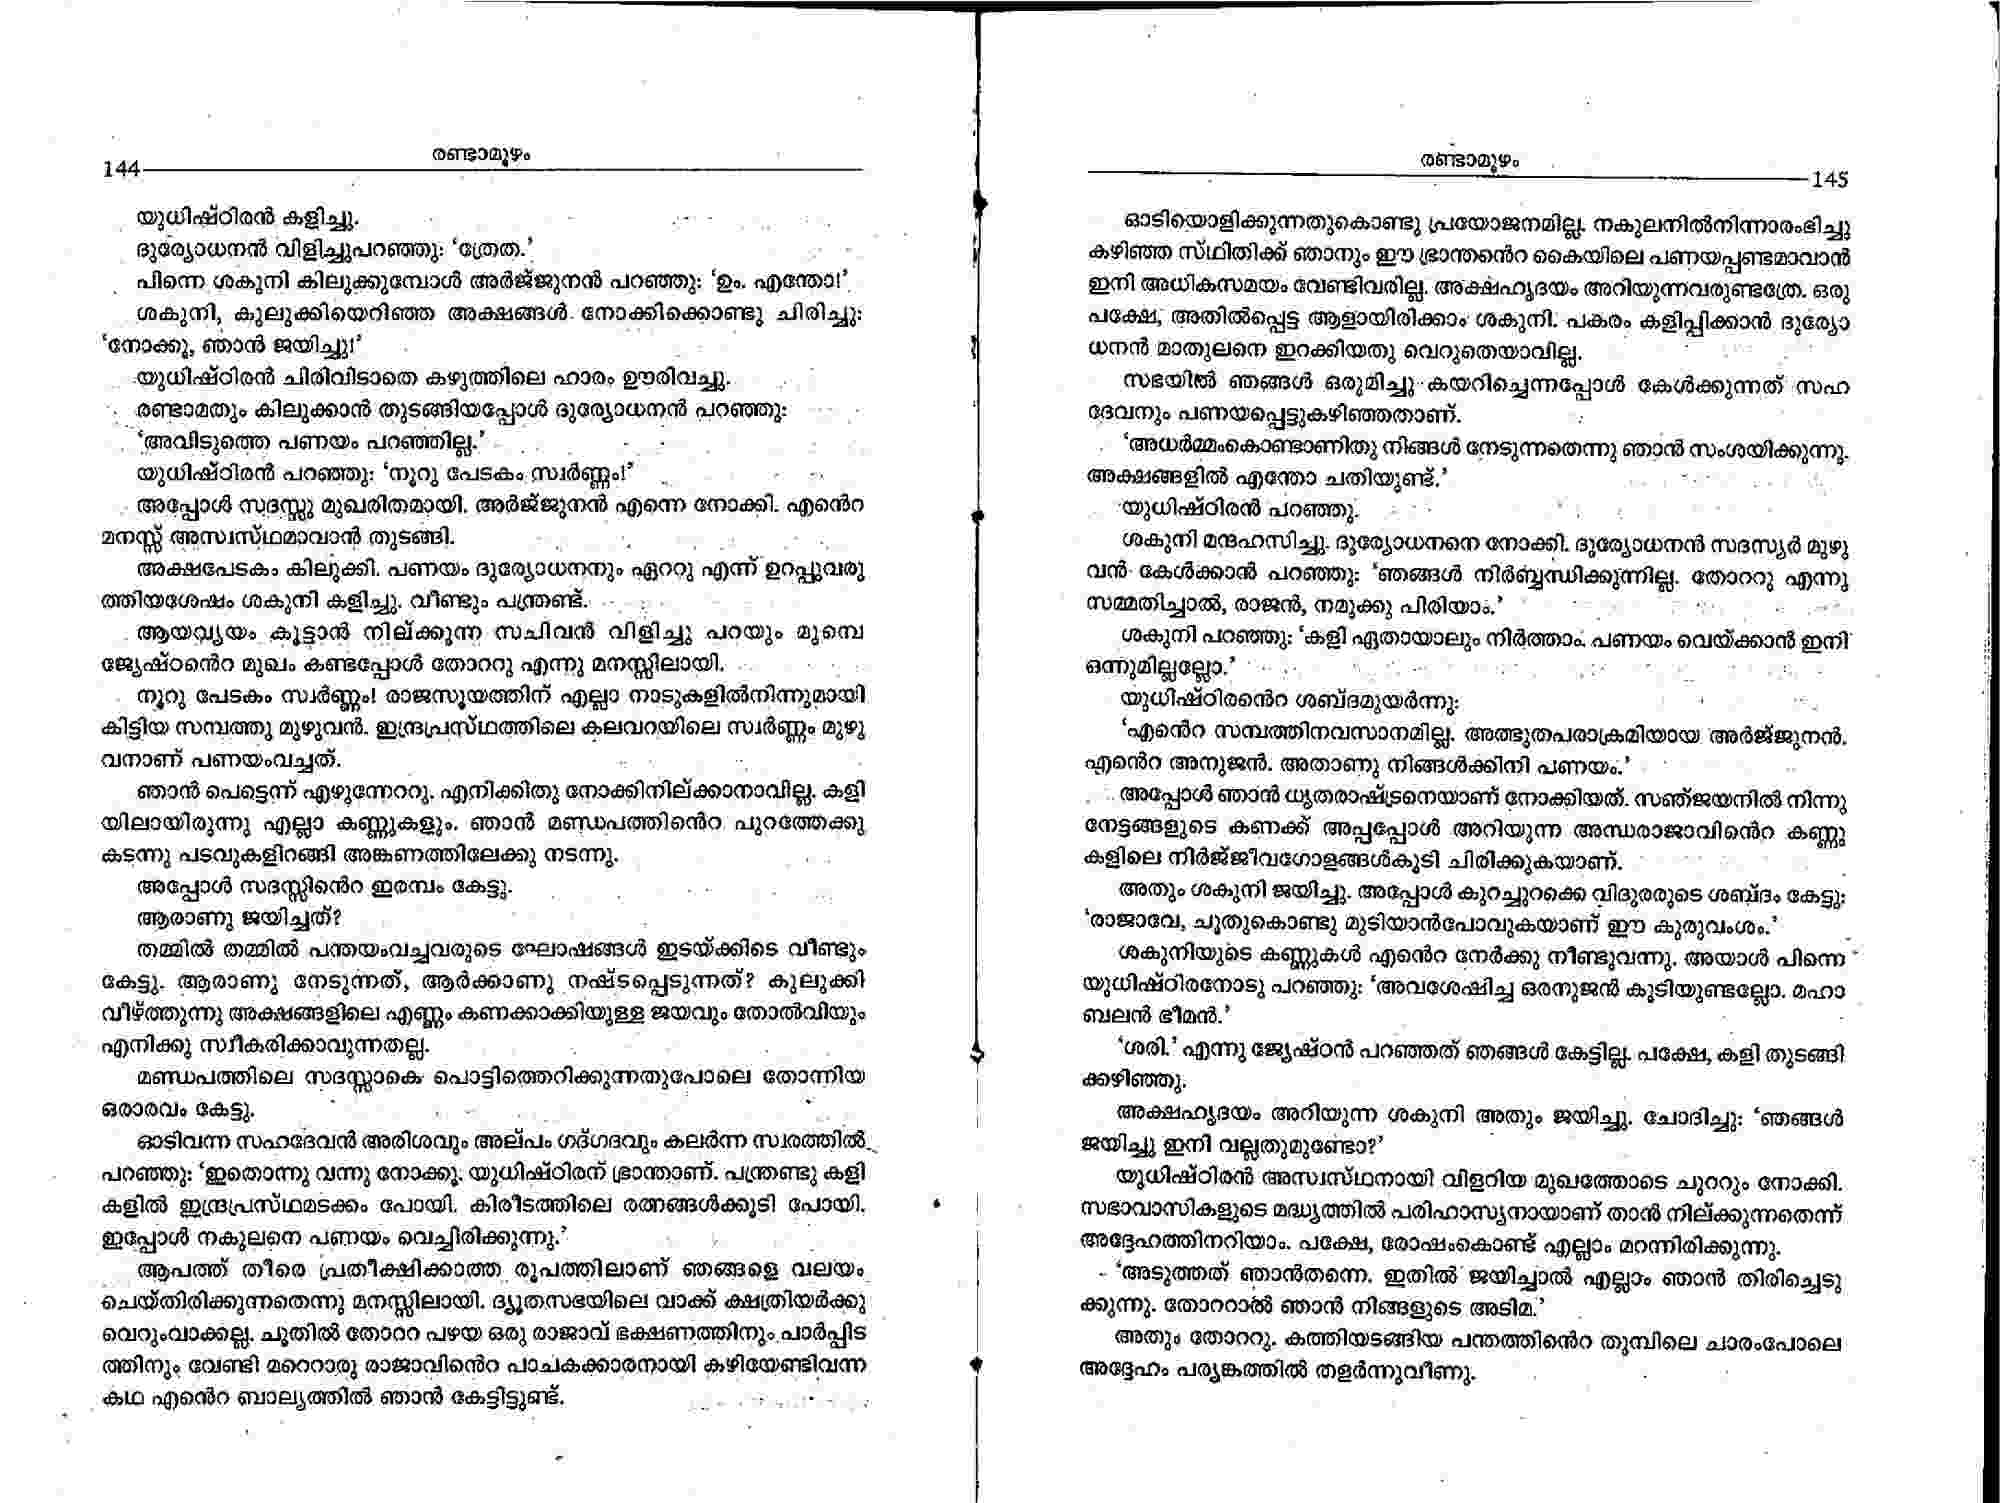 രണ്ടാമൂഴം
144
യുധിഷ്ഠിരൻ കളിച്ചു.
ദുര്യോധനൻ വിളിച്ചുപറഞ്ഞു: ‘ത്രേത.’
പിന്നെ ശകുനി കിലുക്കുമ്പോൾ അർജ്ജുനൻ പറഞ്ഞു: ‘ഉം. എന്തോ!’
ശകുനി, കുലുക്കിയെറിഞ്ഞ അക്ഷങ്ങൾ നോക്കിക്കൊണ്ടു ചിരിച്ചു:
‘നോക്കൂ, ഞാൻ ജയിച്ചു!’
യുധിഷ്ഠിരൻ ചിരിവിടാതെ കഴുത്തിലെ ഹാരം ഊരിവച്ചു.
രണ്ടാമതും കിലുക്കാൻ തുടങ്ങിയപ്പോൾ ദുര്യോധനൻ പറഞ്ഞു:
‘അവിടുത്തെ പണയം പറഞ്ഞില്ല.’
യുധിഷ്ഠിരൻ പറഞ്ഞു: ‘നൂറു പേടകം സ്വർണ്ണം!’
അപ്പോൾ സദസ്സു മുഖരിതമായി. അർജ്ജുനൻ എന്നെ നോക്കി. എൻെറ
മനസ്സ് അസ്വസ്ഥമാവാൻ തുടങ്ങി.
അക്ഷപേടകം കിലുക്കി. പണയം ദുര്യോധനനും ഏററു എന്ന് ഉറപ്പുവരു
ത്തിയശേഷം ശകുനി കളിച്ചു. വീണ്ടും പന്ത്രണ്ട്.
ആയവ്യയം കൂട്ടാൻ നില്ക്കുന്ന സചിവൻ വിളിച്ചു പറയും മുമ്പെ
ജ്യേഷ്ഠൻെറ മുഖം കണ്ടപ്പോൾ തോററു എന്നു മനസ്സിലായി.
നൂറു പേടകം സ്വർണ്ണം! രാജസൂയത്തിന് എല്ലാ നാടുകളിൽനിന്നുമായി
കിട്ടിയ സമ്പത്തു മുഴുവൻ. ഇന്ദ്രപ്രസ്ഥത്തിലെ കലവറയിലെ സ്വർണ്ണം മുഴു
വനാണ് പണയംവച്ചത്.
ഞാൻ പെട്ടെന്ന് എഴുന്നേററു. എനിക്കിതു നോക്കിനില്ക്കാനാവില്ല. കളി
യിലായിരുന്നു എല്ലാ കണ്ണുകളും. ഞാൻ മണ്ഡപത്തിൻെറ പുറത്തേക്കു
കടന്നു പടവുകളിറങ്ങി അങ്കണത്തിലേക്കു നടന്നു.
അപ്പോൾ സദസ്സിൻെറ ഇരമ്പം കേട്ടു.
ആരാണു ജയിച്ചത്?
തമ്മിൽ തമ്മിൽ പന്തയംവച്ചവരുടെ ഘോഷങ്ങൾ ഇടയ്ക്കിടെ വീണ്ടും
കേട്ടു. ആരാണു നേടുന്നത്, ആർക്കാണു നഷ്ടപ്പെടുന്നത്? കുലുക്കി
വീഴ്ത്തുന്നു അക്ഷങ്ങളിലെ എണ്ണം കണക്കാക്കിയുള്ള ജയവും തോൽവിയും
എനിക്കു സ്വീകരിക്കാവുന്നതല്ല.
മണ്ഡപത്തിലെ സദസ്സാകെ പൊട്ടിത്തെറിക്കുന്നതുപോലെ തോന്നിയ
ഒരാരവം കേട്ടു.
ഓടിവന്ന സഹദേവൻ അരിശവും അല്പം ഗദ്ഗദവും കലർന്ന സ്വരത്തിൽ
പറഞ്ഞു: ‘ഇതൊന്നു വന്നു നോക്കൂ. യുധിഷ്ഠിരന് ഭ്രാന്താണ്. പന്ത്രണ്ടു കളി
കളിൽ ഇന്ദ്രപ്രസ്ഥമടക്കം പോയി. കിരീടത്തിലെ രത്നങ്ങൾക്കൂടി പോയി.
ഇപ്പോൾ നകുലനെ പണയം വെച്ചിരിക്കുന്നു.’
ആപത്ത് തീരെ പ്രതീക്ഷിക്കാത്ത രൂപത്തിലാണ് ഞങ്ങളെ വലയം
ചെയ്തിരിക്കുന്നതെന്നു മനസ്സിലായി. ദ്യൂതസഭയിലെ വാക്ക് ക്ഷത്രിയർക്കു
വെറുംവാക്കല്ല. ചൂതിൽ തോററ പഴയ ഒരു രാജാവ് ഭക്ഷണത്തിനും പാർപ്പിട
ത്തിനും വേണ്ടി മറെറാരു രാജാവിൻെറ പാചകക്കാരനായി കഴിയേണ്ടിവന്ന
കഥ എൻെറ ബാല്യത്തിൽ ഞാൻ കേട്ടിട്ടുണ്ട്.
രണ്ടാമൂഴം
145
ഓടിയൊളിക്കുന്നതുകൊണ്ടു പ്രയോജനമില്ല. നകുലനിൽനിന്നാരംഭിച്ചു
കഴിഞ്ഞ സ്ഥിതിക്ക് ഞാനും ഈ ഭ്രാന്തൻെറ കൈയിലെ പണയപ്പണ്ടമാവാൻ
ഇനി അധികസമയം വേണ്ടിവരില്ല. അക്ഷഹൃദയം അറിയുന്നവരുണ്ടത്രേ. ഒരു
പക്ഷേ, അതിൽപ്പെട്ട ആളായിരിക്കാം ശകുനി. പകരം കളിപ്പിക്കാൻ ദുര്യോ
ധനൻ മാതുലനെ ഇറക്കിയതു വെറുതെയാവില്ല.
സഭയിൽ ഞങ്ങൾ ഒരുമിച്ചു കയറിച്ചെന്നപ്പോൾ കേൾക്കുന്നത് സഹ
ദേവനും പണയപ്പെട്ടുകഴിഞ്ഞതാണ്.
‘അധർമ്മംകൊണ്ടാണിതു നിങ്ങൾ നേടുന്നതെന്നു ഞാൻ സംശയിക്കുന്നു.
അക്ഷങ്ങളിൽ എന്തോ ചതിയുണ്ട്.’
യുധിഷ്ഠിരൻ പറഞ്ഞു.
ശകുനി മന്ദഹസിച്ചു. ദുര്യോധനനെ നോക്കി. ദുര്യോധനൻ സദസ്യർ മുഴു
വൻ കേൾക്കാൻ പറഞ്ഞു: ‘ഞങ്ങൾ നിർബ്ബന്ധിക്കുന്നില്ല. തോററു എന്നു
സമ്മതിച്ചാൽ, രാജൻ, നമുക്കു പിരിയാം.’
ശകുനി പറഞ്ഞു: ‘കളി ഏതായാലും നിർത്താം. പണയം വെയ്ക്കാൻ ഇനി
ഒന്നുമില്ലല്ലോ.’
യുധിഷ്ഠിരൻെറ ശബ്ദമുയർന്നു:
‘എൻെറ സമ്പത്തിനവസാനമില്ല. അത്ഭുതപരാക്രമിയായ അർജ്ജുനൻ.
എൻെറ അനുജൻ. അതാണു നിങ്ങൾക്കിനി പണയം.’
അപ്പോൾ ഞാൻ ധൃതരാഷ്ട്രനെയാണ് നോക്കിയത്. സഞ്ജയനിൽ നിന്നു
നേട്ടങ്ങളുടെ കണക്ക് അപ്പപ്പോൾ അറിയുന്ന അന്ധരാജാവിൻെറ കണ്ണു
കളിലെ നിർജ്ജീവഗോളങ്ങൾകൂടി ചിരിക്കുകയാണ്.
അതും ശകുനി ജയിച്ചു. അപ്പോൾ കുറച്ചുറക്കെ വിദുരരുടെ ശബ്ദം കേട്ടു:
‘രാജാവേ, ചൂതുകൊണ്ടു മുടിയാൻപോവുകയാണ് ഈ കുരുവംശം.’
ശകുനിയുടെ കണ്ണുകൾ എൻെറ നേർക്കു നീണ്ടുവന്നു. അയാൾ പിന്നെ
യുധിഷ്ഠിരനോടു പറഞ്ഞു: ‘അവശേഷിച്ച ഒരനുജൻ കൂടിയുണ്ടല്ലോ. മഹാ
ബലൻ ഭീമൻ.’
‘ശരി.’ എന്നു ജ്യേഷ്ഠൻ പറഞ്ഞത് ഞങ്ങൾ കേട്ടില്ല. പക്ഷേ, കളി തുടങ്ങി
ക്കഴിഞ്ഞു.
അക്ഷഹൃദയം അറിയുന്ന ശകുനി അതും ജയിച്ചു. ചോദിച്ചു: ‘ഞങ്ങൾ
ജയിച്ചു ഇനി വല്ലതുമുണ്ടോ?’
യുധിഷ്ഠിരൻ അസ്വസ്ഥനായി വിളറിയ മുഖത്തോടെ ചുററും നോക്കി.
സഭാവാസികളുടെ മദ്ധ്യത്തിൽ പരിഹാസ്യനായാണ് താൻ നില്ക്കുന്നതെന്ന്
അദ്ദേഹത്തിനറിയാം. പക്ഷേ, രോഷംകൊണ്ട് എല്ലാം മറന്നിരിക്കുന്നു.
‘അടുത്തത് ഞാൻതന്നെ. ഇതിൽ ജയിച്ചാൽ എല്ലാം ഞാൻ തിരിച്ചെടു
ക്കുന്നു. തോററാൽ ഞാൻ നിങ്ങളുടെ അടിമ.’
അതും തോററു. കത്തിയടങ്ങിയ പന്തത്തിൻെറ തുമ്പിലെ ചാരംപോലെ
അദ്ദേഹം പര്യങ്കത്തിൽ തളർന്നുവീണു.